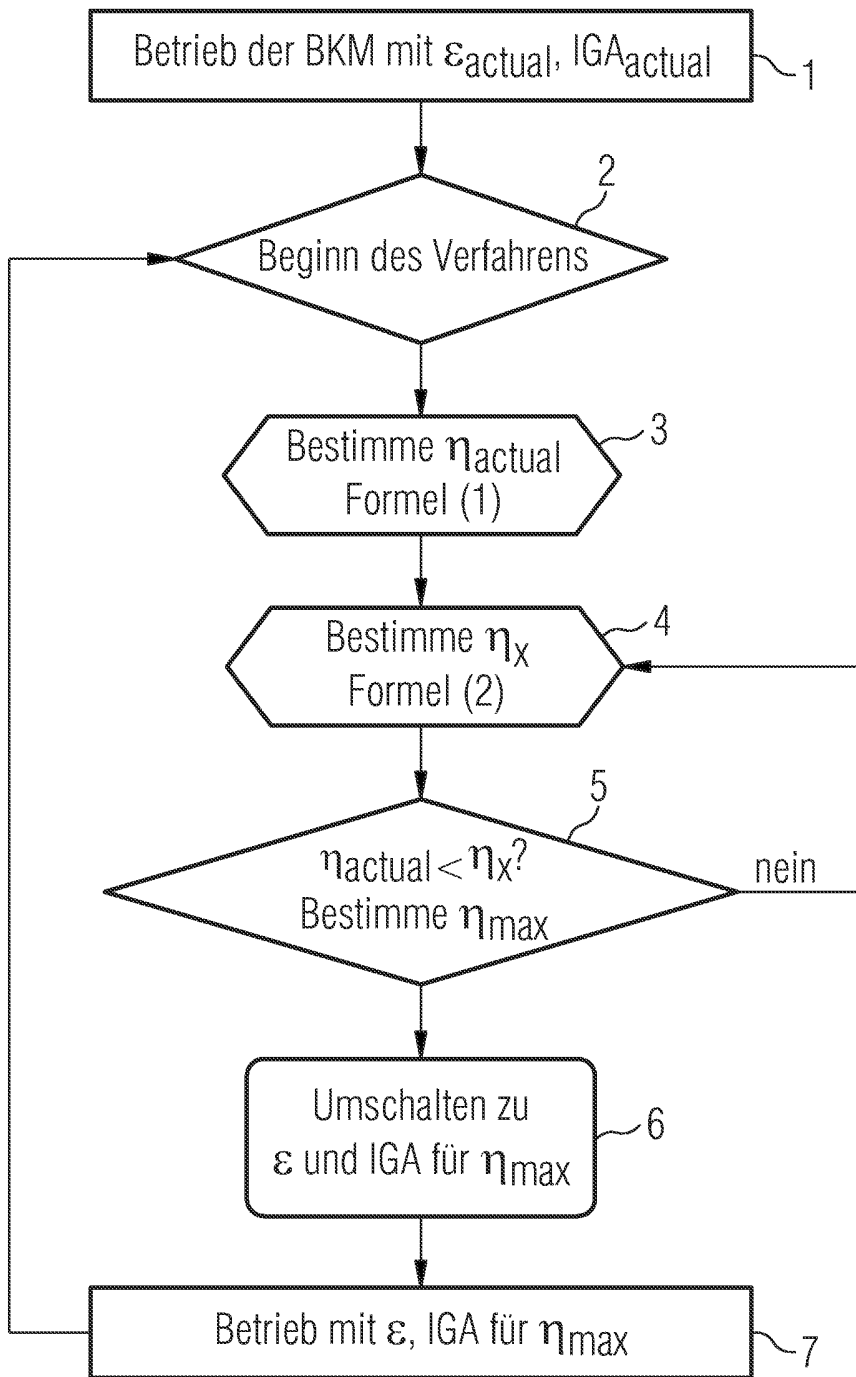 Betrieb der BKM mit εactual, IGAactual
1
2
Beginn des Verfahrens
3
Bestimme ηactual
Formel (1)
4
Bestimme ηx
Formel (2)
5
ηactual < ηx?
nein
Bestimme ηmax
Umschalten zu
6
ε und IGA für ηmax
Betrieb mit ε, IGA für ηmax
7